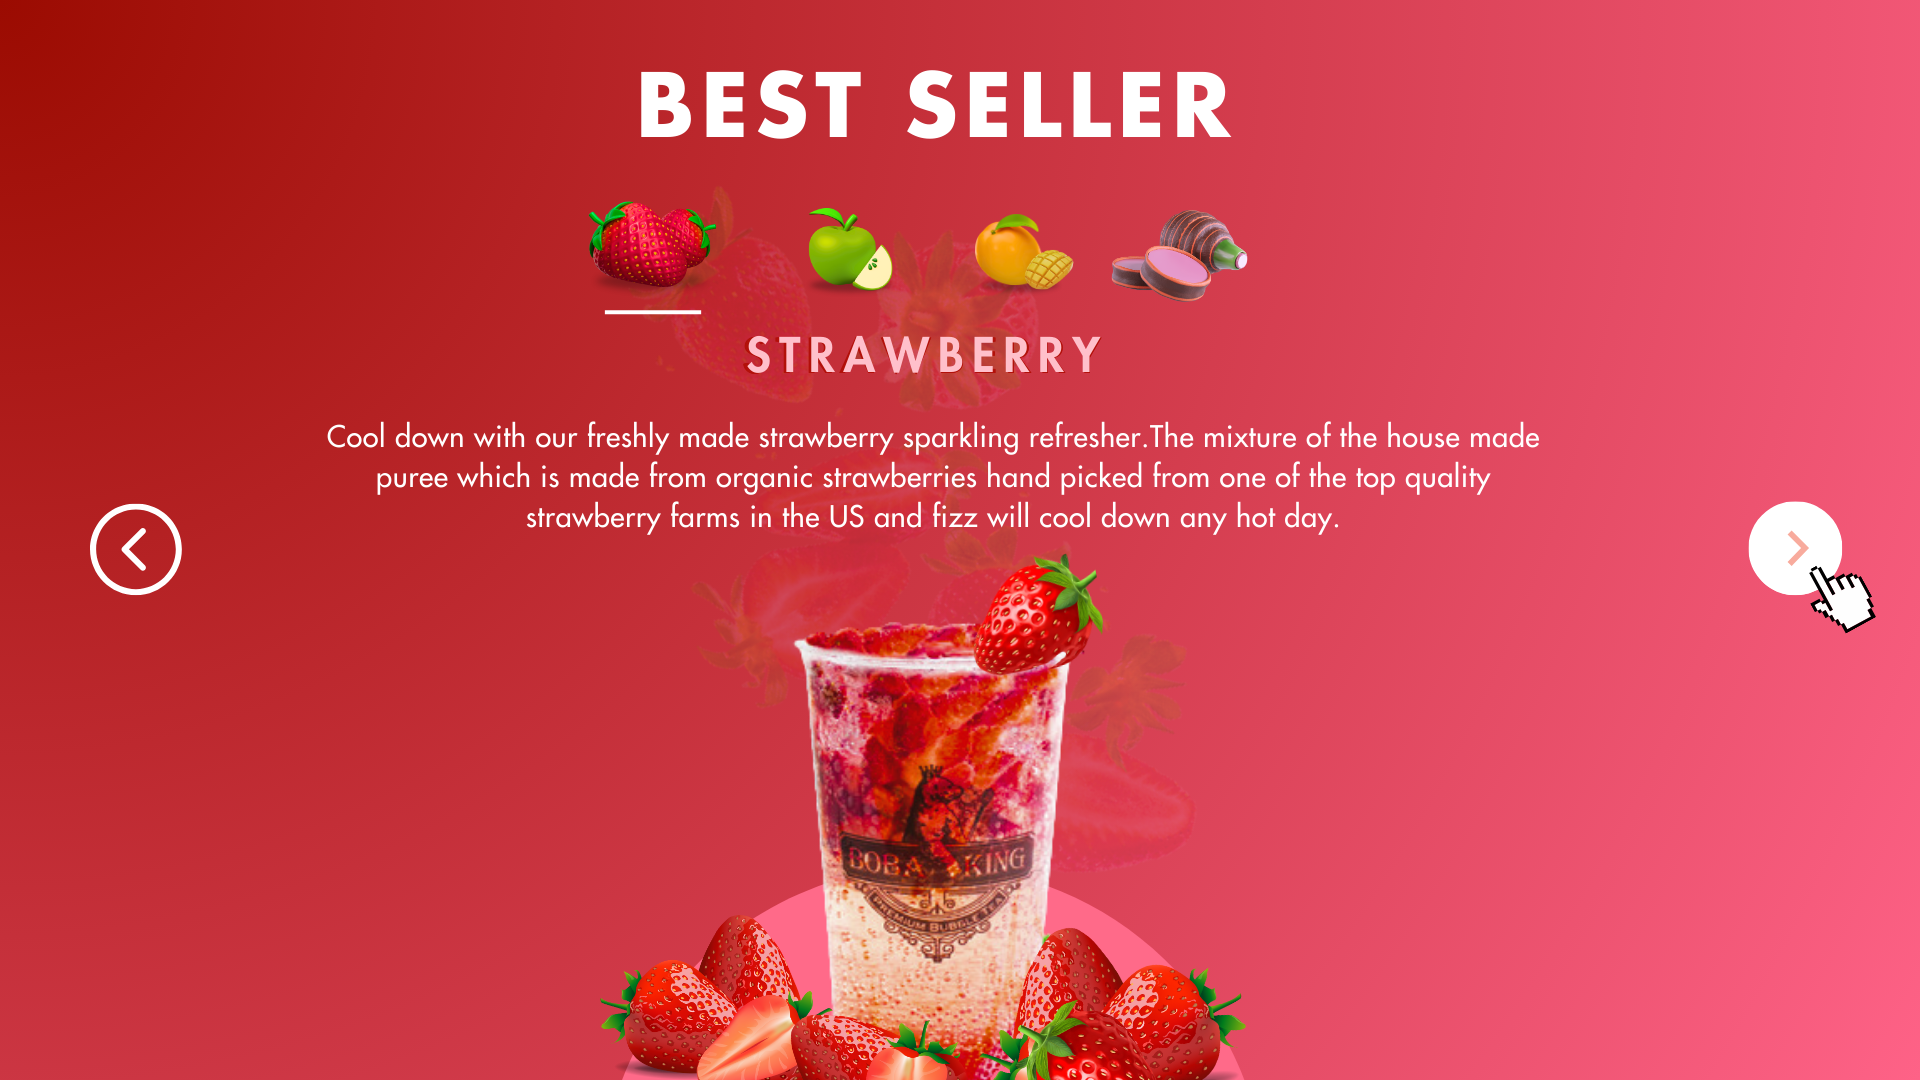 BEST SELLER
STRAWBERRY
Cool down with our freshly made strawberry sparkling refresher.The mixture of the house made
puree which is made from organic strawberries hand picked from one of the top quality
strawberry farms in the US and fizz will cool down any hot day.
BOBA KING
PREMIUM BUBBLE TEA